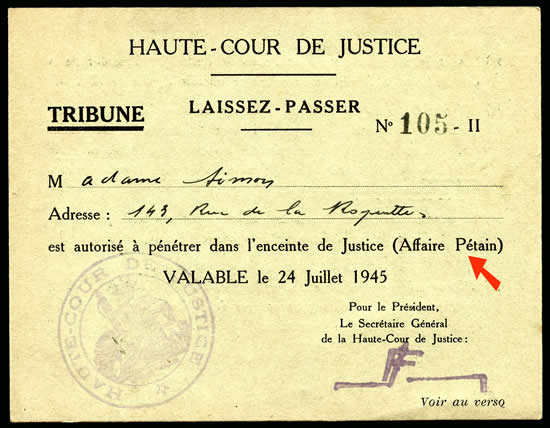 HAUTE-COUR DE JUSTICE
TRIBUNE
LAISSEZ-PASSER
Nº 105 - II
Madame Simon
Adresse : 143, Rue de la Roquette.
est autorisé à pénétrer dans l'enceinte de Justice (Affaire Pétain)
VALABLE le 24 Juillet 1945
HAUTE-COUR DE JUSTICE
Pour le Président,
Le Secrétaire Général
de la Haute-Cour de Justice :
Voir au verso